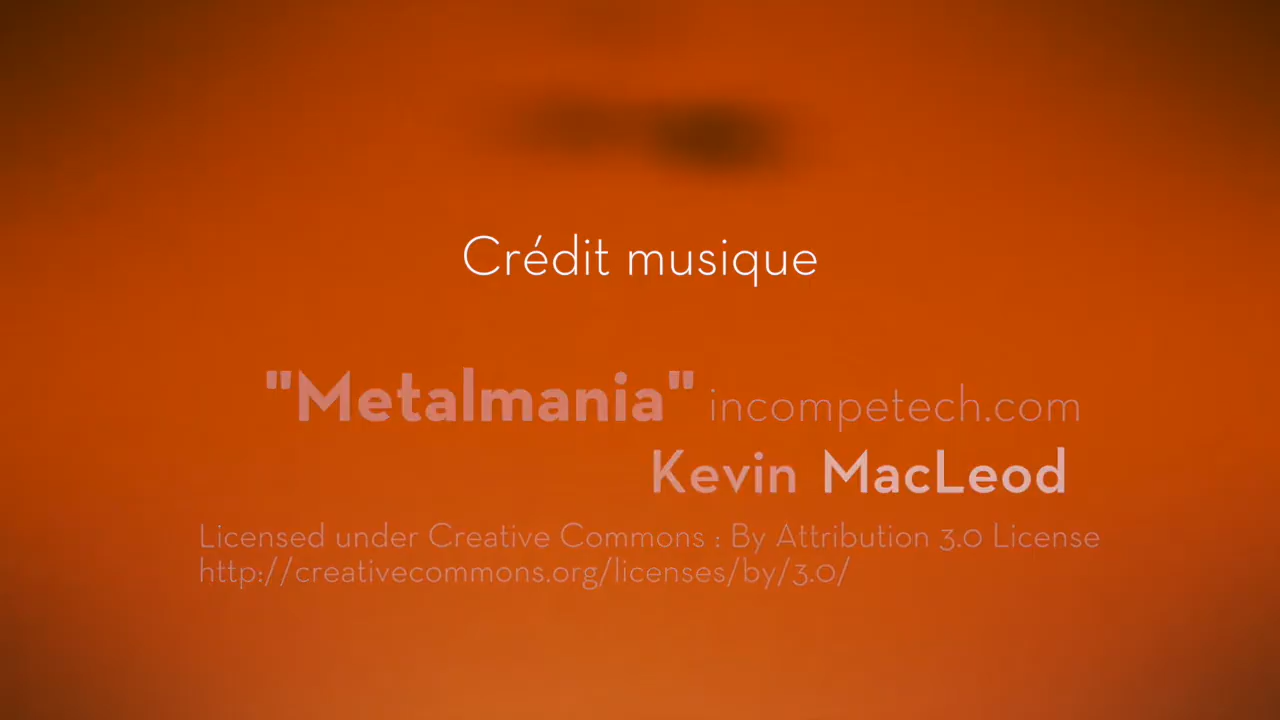 Crédit musique
"Metalmania" incompetech.com
Kevin MacLeod
Licensed under Creative Commons : By Attribution 3.0 License
http://creativecommons.org/licenses/by/3.0/